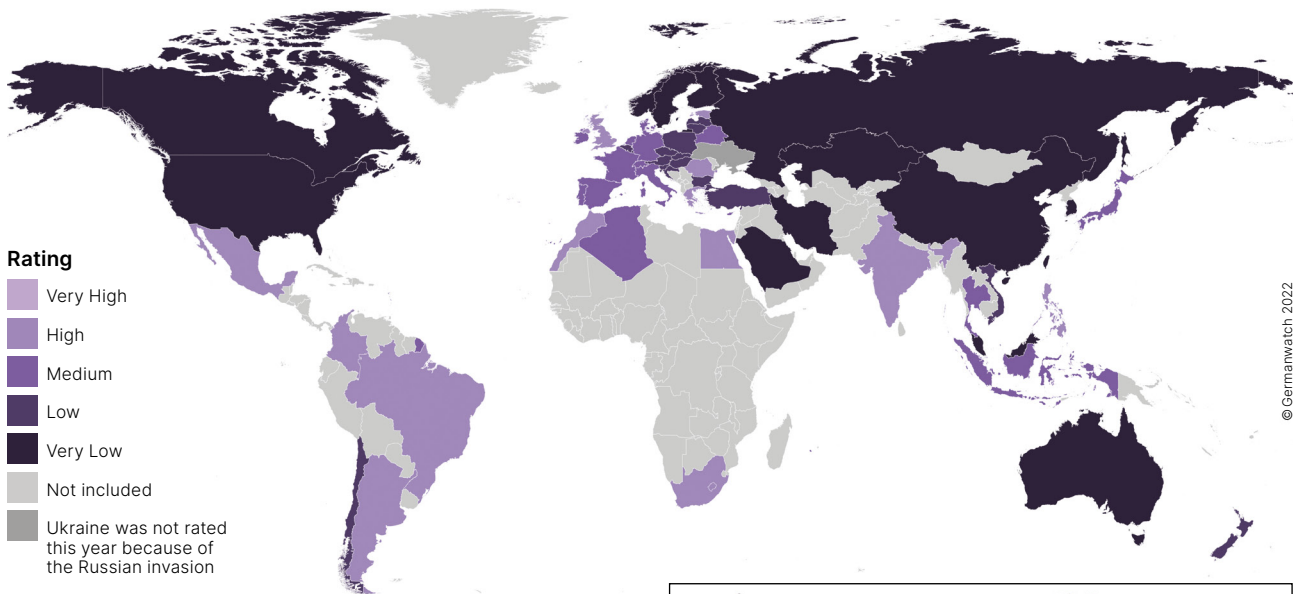 Rating
Very High
High
Medium
Low
Very Low
Not included
Ukraine was not rated
this year because of
the Russian invasion
© Germanwatch 2022